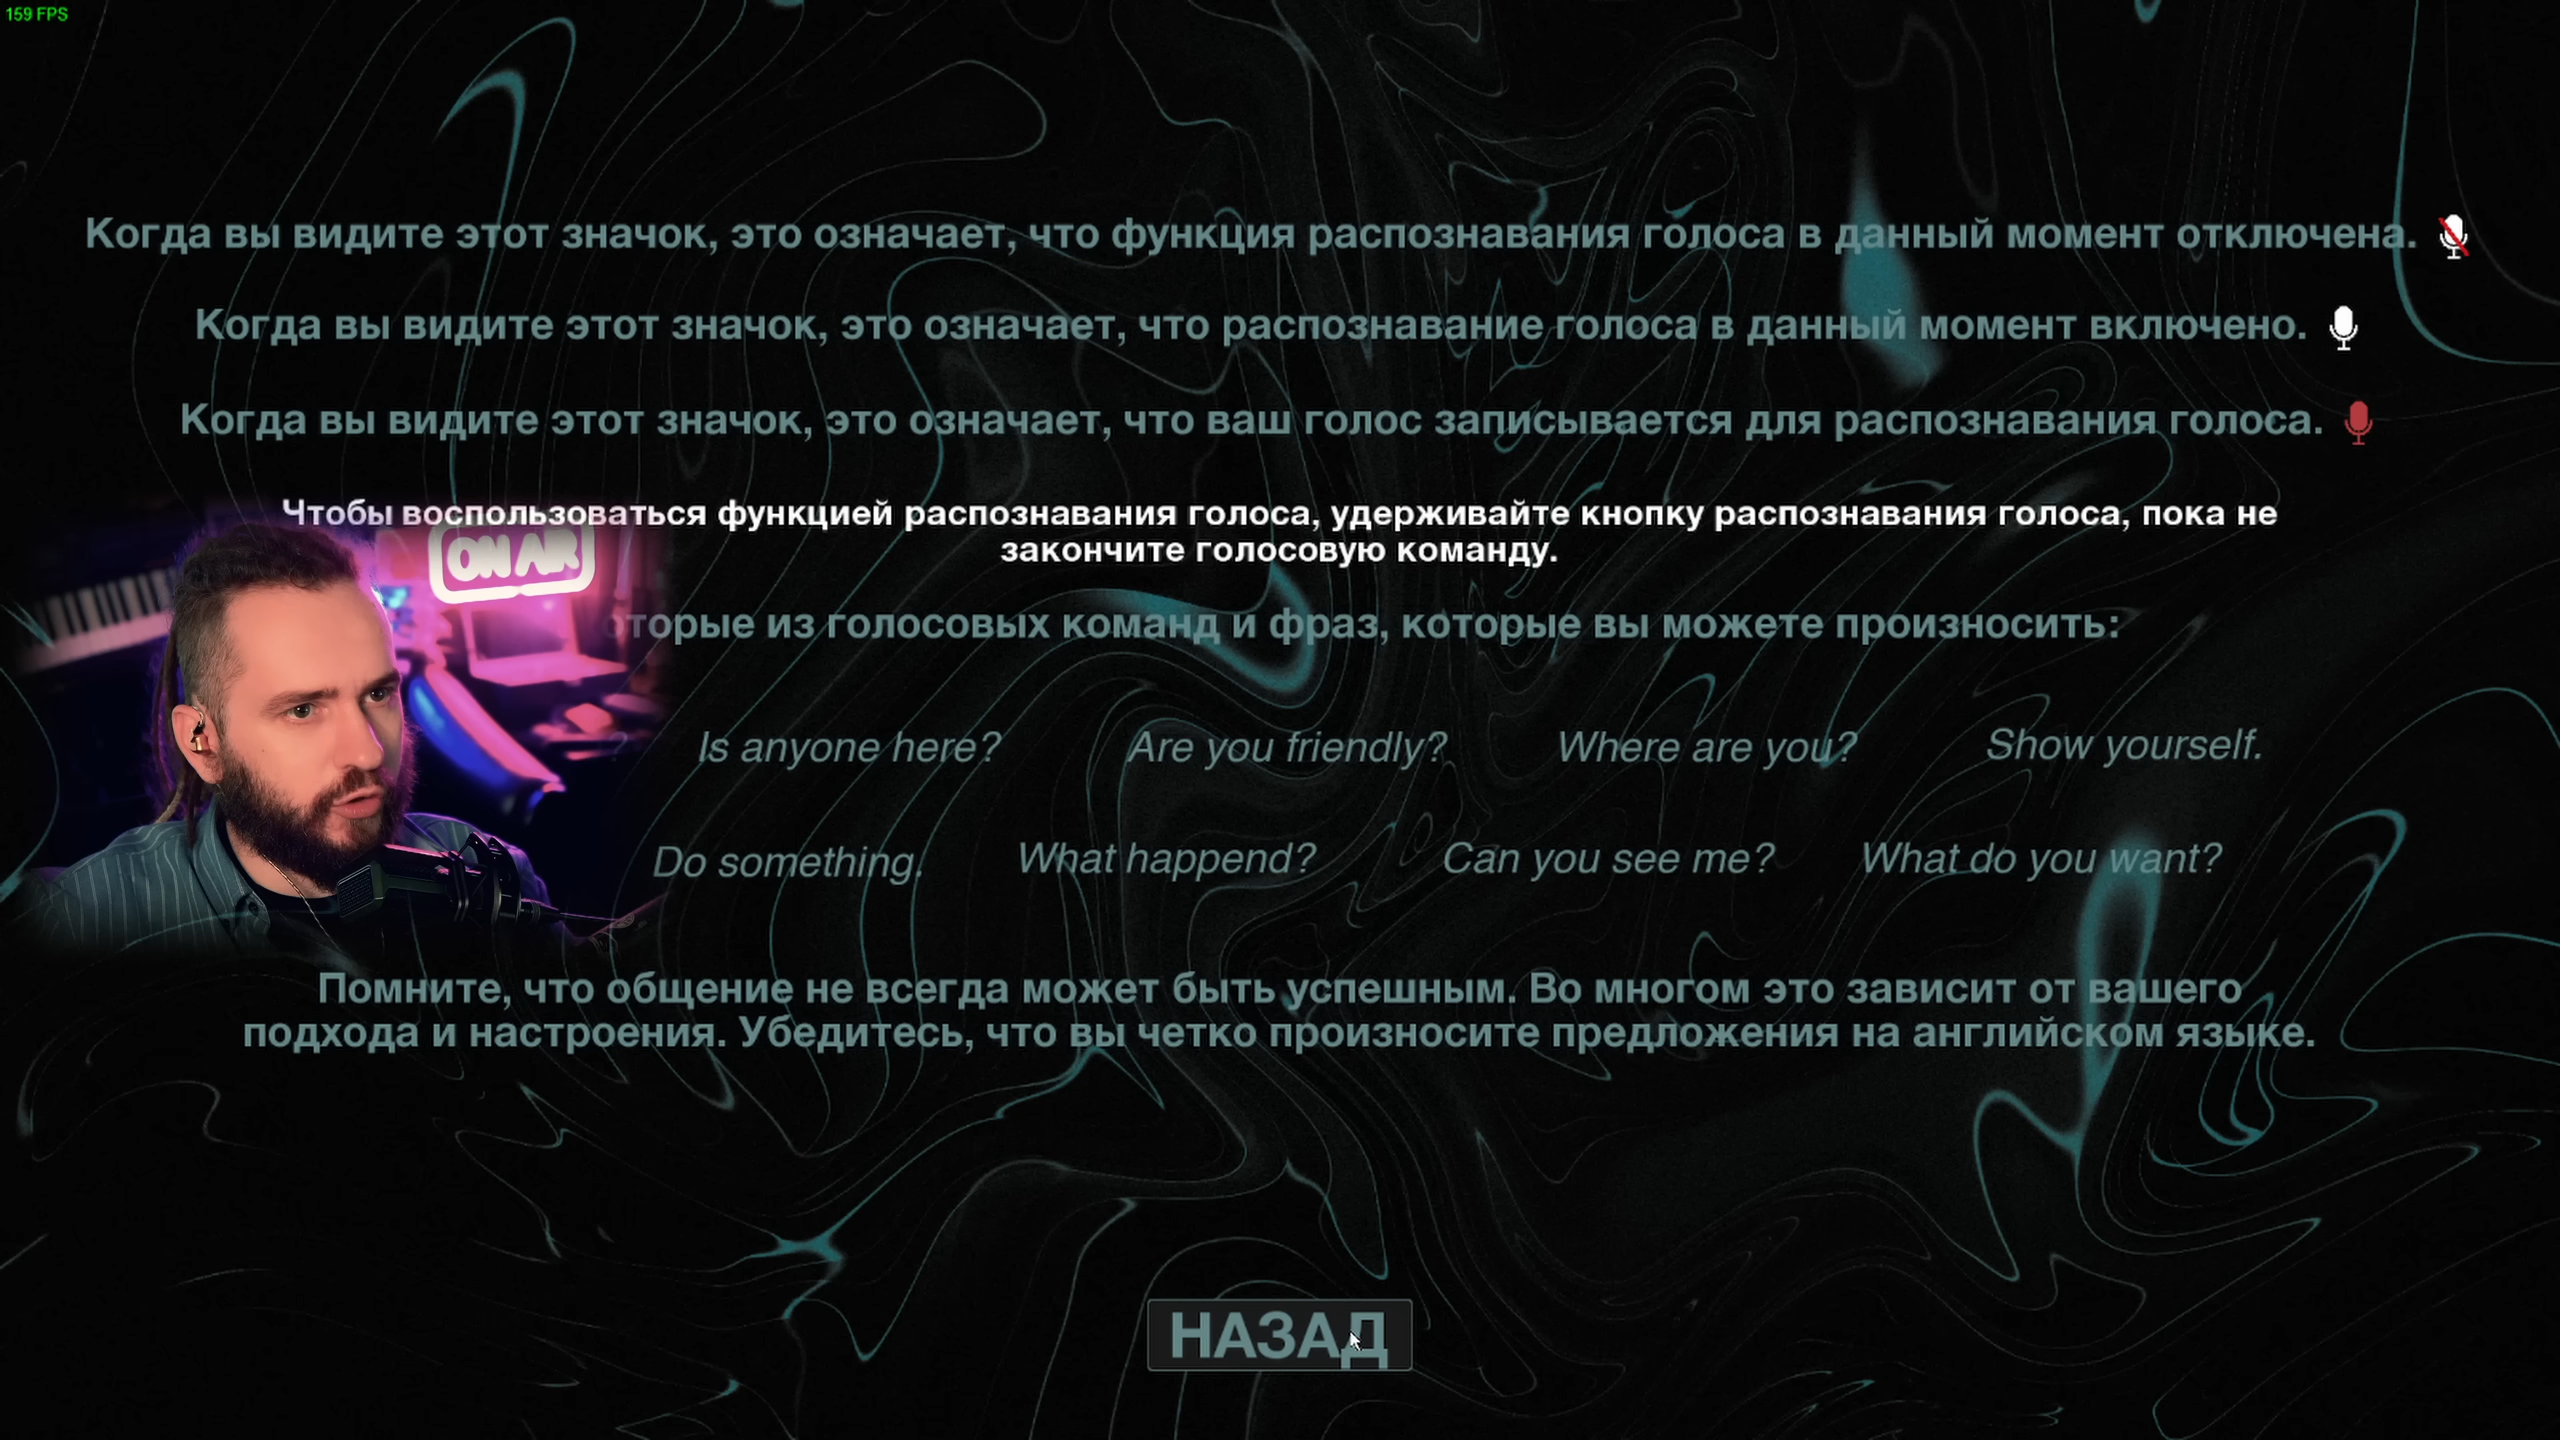 159 FPS
Когда вы видите этот значок, это означает, что функция распознавания голоса в данный момент отключена.
Когда вы видите этот значок, это означает, что распознавание голоса в данный момент включено.
Когда вы видите этот значок, это означает, что ваш голос записывается для распознавания голоса.
Чтобы воспользоваться функцией распознавания голоса, удерживайте кнопку распознавания голоса, пока не
закончите голосовую команду.
ON AIR
из голосовых команд и фраз, которые вы можете произносить:
Is anyone here? Are you friendly? Where are you? Show yourself.
Do something. What happend? Can you see me? What do you want?
Помните, что общение не всегда может быть успешным. Во многом это зависит от вашего
подхода и настроения. Убедитесь, что вы четко произносите предложения на английском языке.
НАЗАД